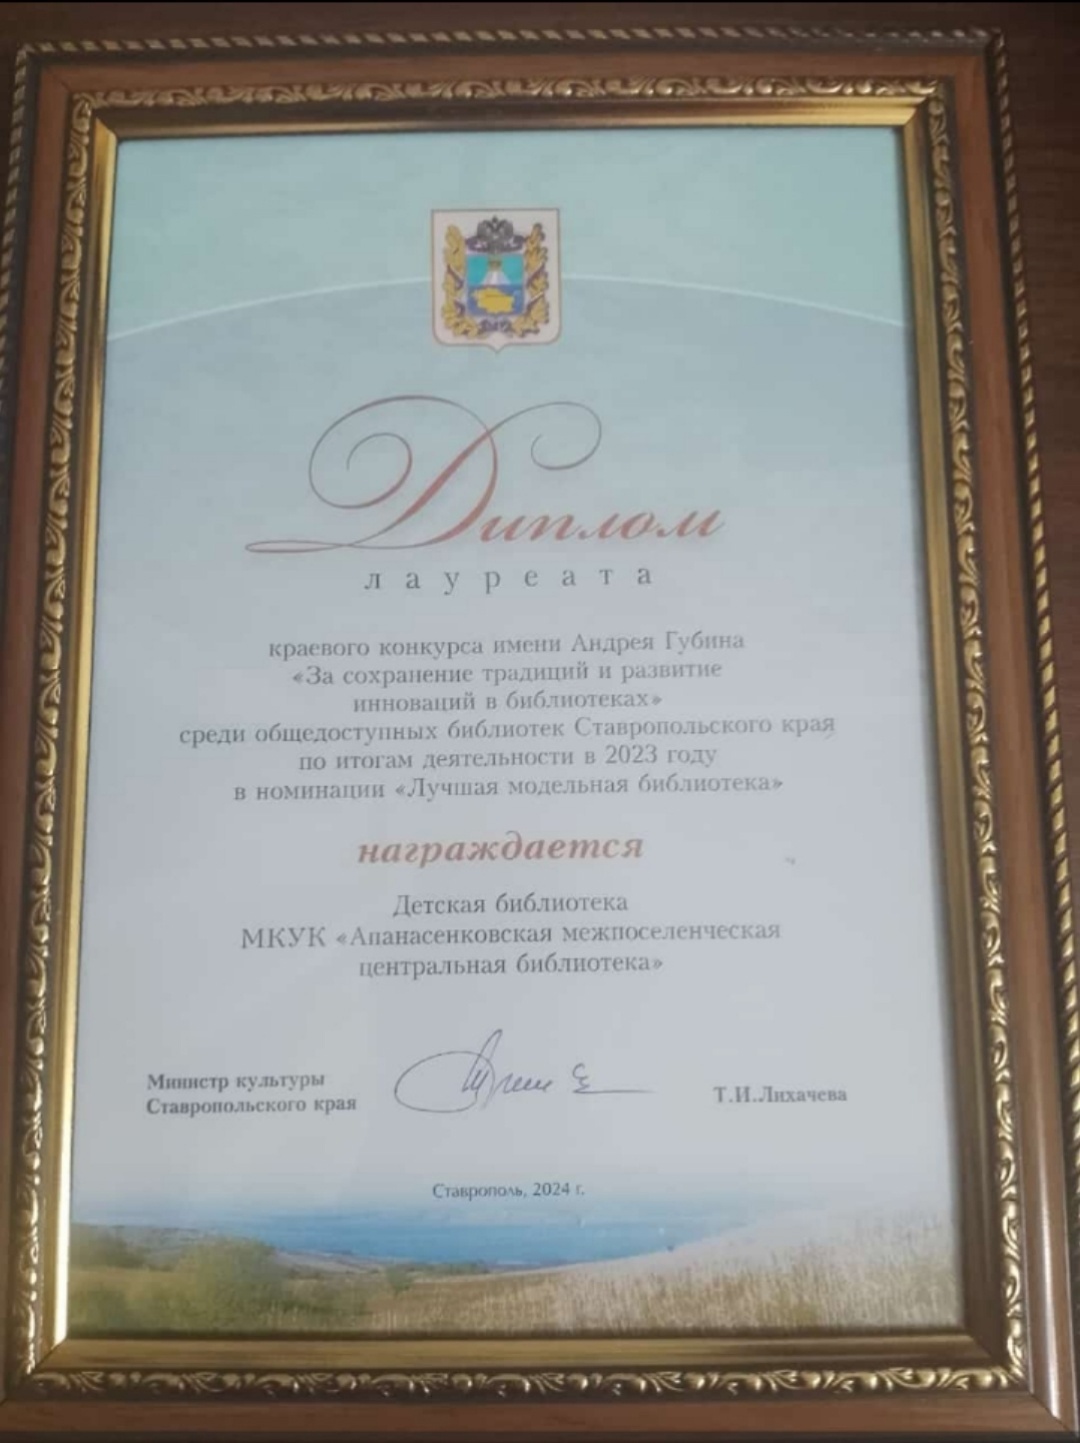 Диплом
лауреата
краевого конкурса имени Андрея Губина
«За сохранение традиций и развитие
инноваций в библиотеках»
среди общедоступных библиотек Ставропольского края
по итогам деятельности в 2023 году
в номинации «Лучшая модельная библиотека»
награждается
Детская библиотека
МКУК «Апанасенковская межпоселенческая
центральная библиотека»
Министр культуры
Ставропольского края
Т.И.Лихачева
Ставрополь, 2024 г.